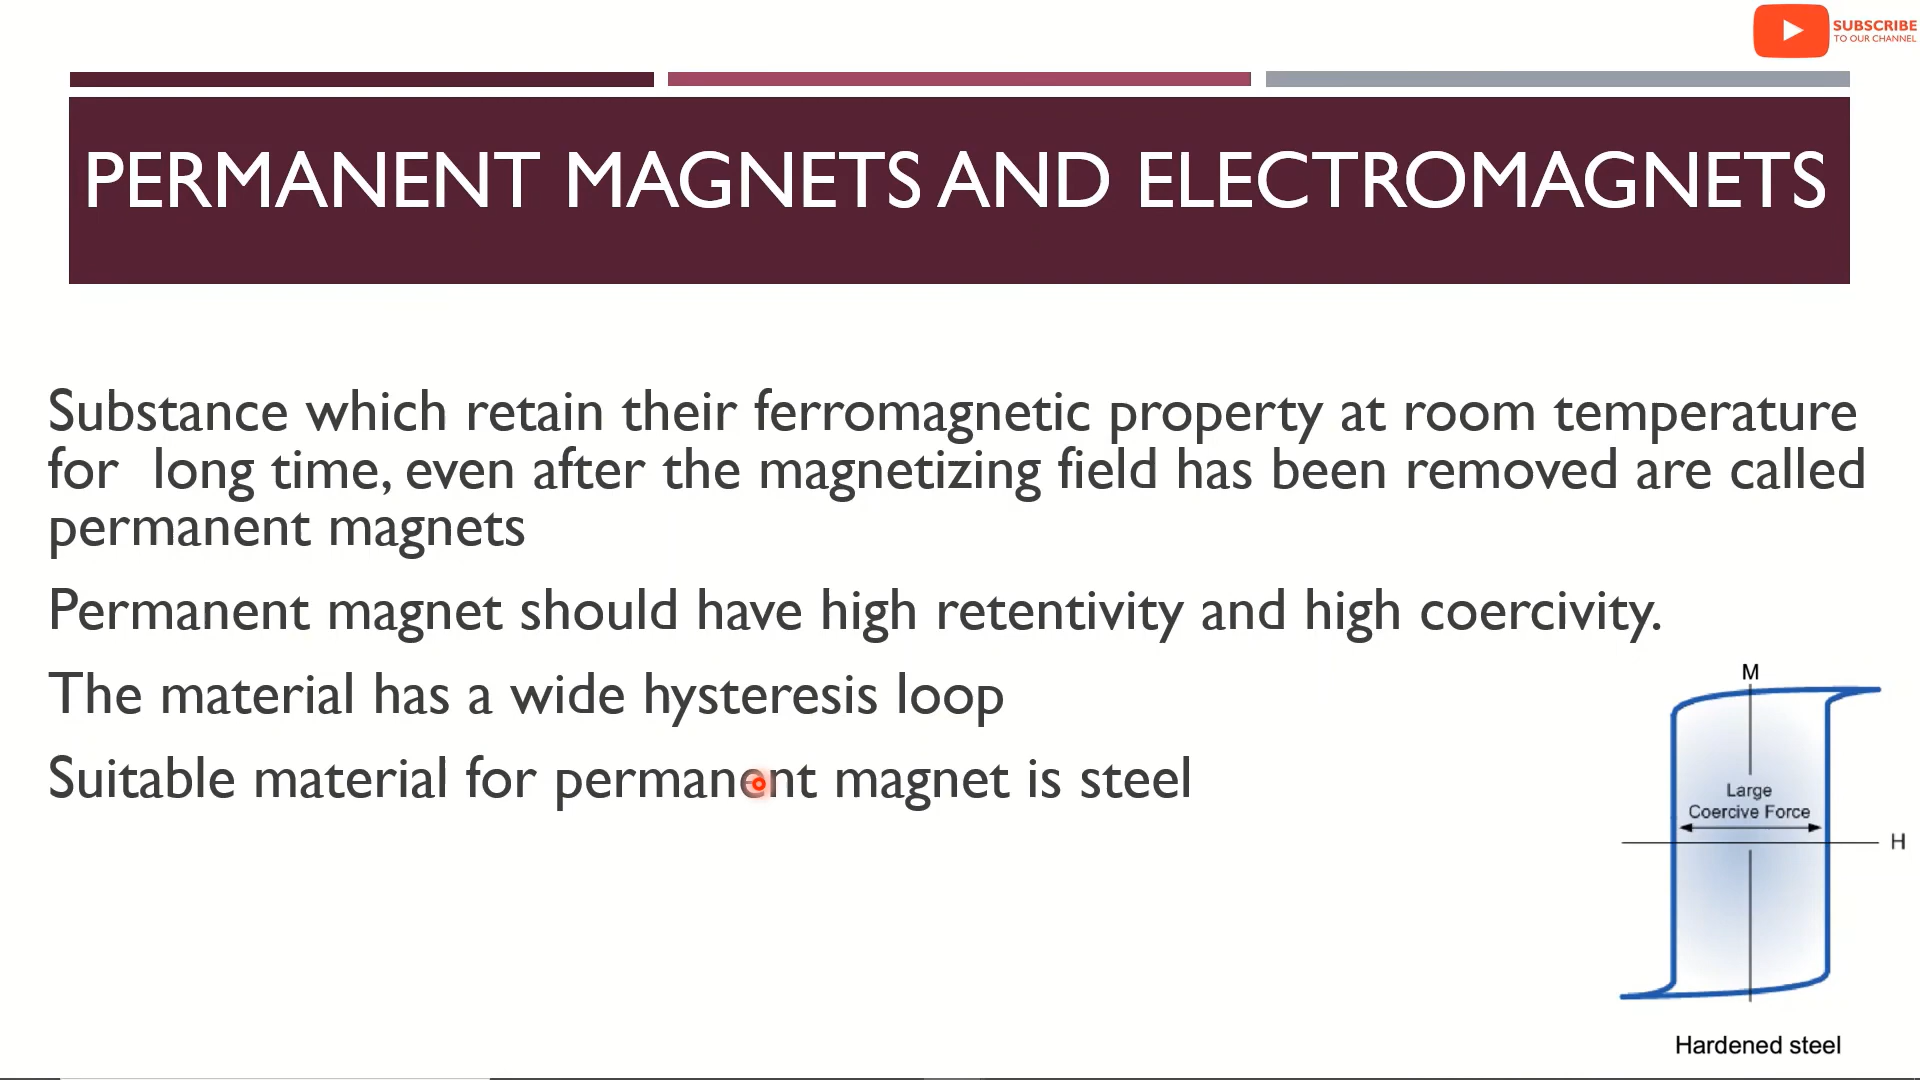 SUBSCRIBE
TO OUR CHANNEL
PERMANENT MAGNETS AND ELECTROMAGNETS
Substance which retain their ferromagnetic property at room temperature
for long time, even after the magnetizing field has been removed are called
permanent magnets
Permanent magnet should have high retentivity and high coercivity.
The material has a wide hysteresis loop
Suitable material for permanent magnet is steel
M
Large
Coercive Force
H
Hardened steel